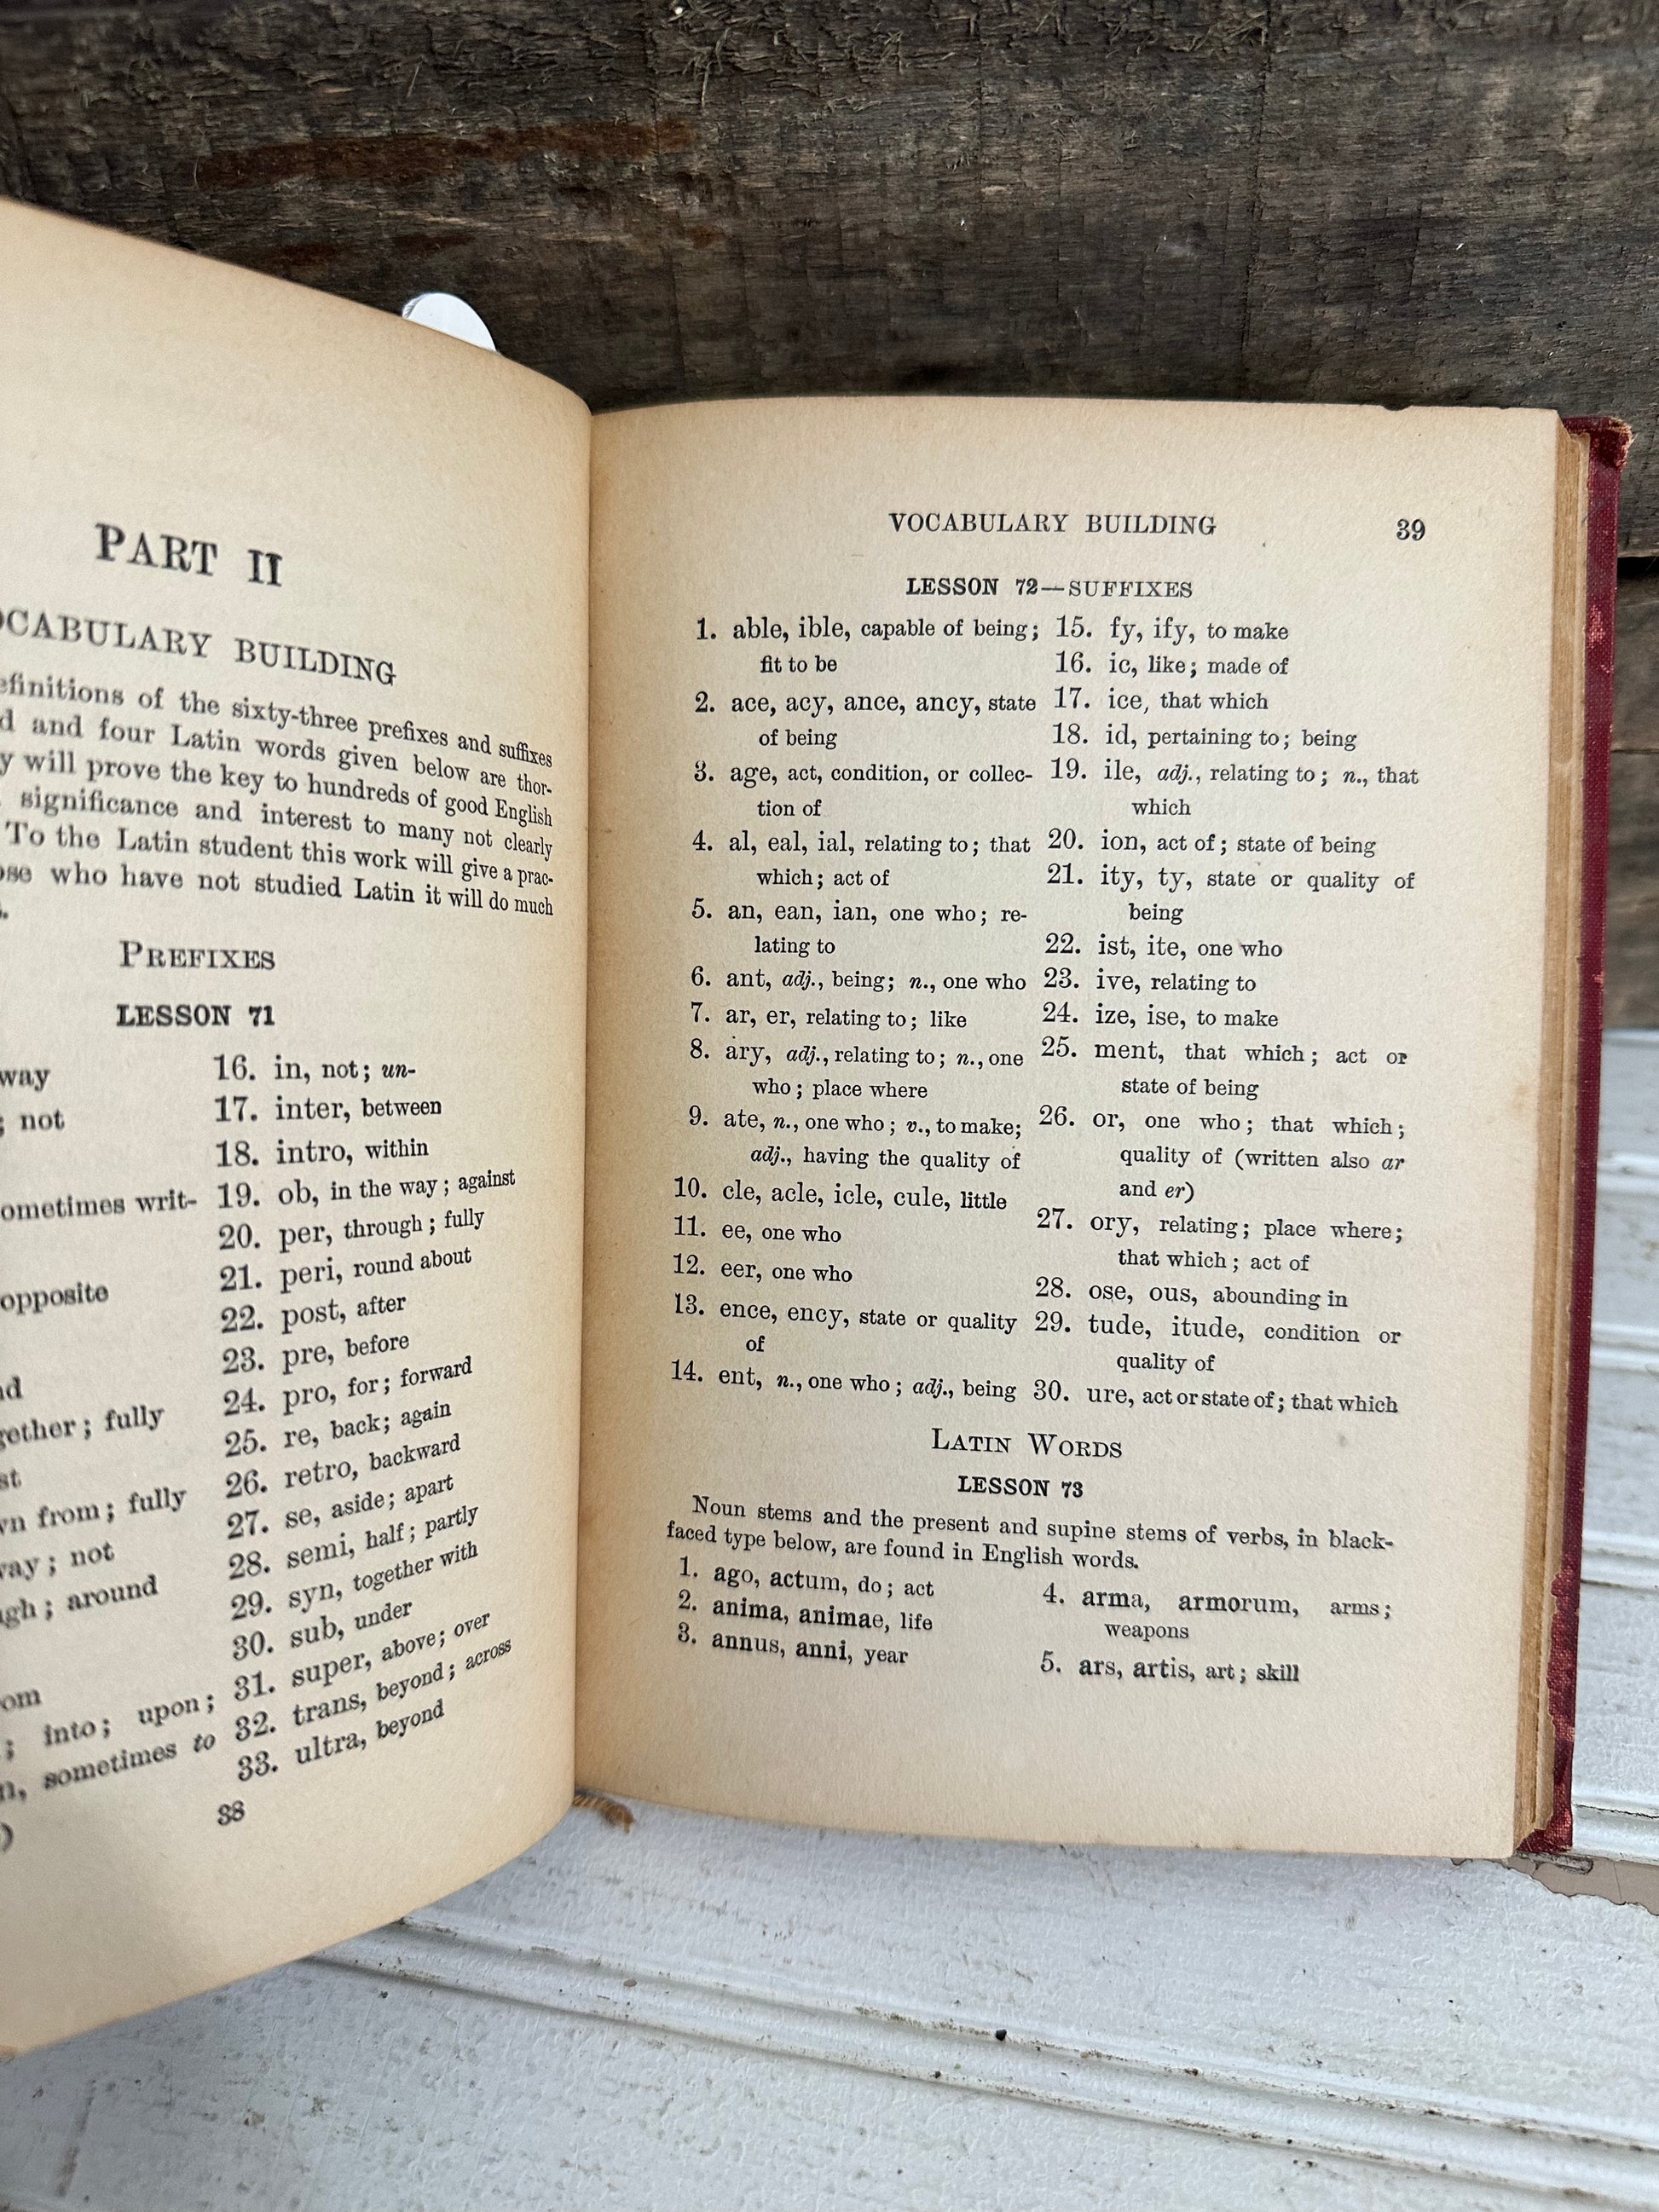 PART II
VOCABULARY BUILDING
definitions of the sixty-three prefixes and suffixes
and four Latin words given below are thor-
will prove the key to hundreds of good English
significance and interest to many not clearly
To the Latin student this work will give a prac-
who have not studied Latin it will do much
PREFIXES
LESSON 71
way
; not
sometimes writ-
opposite
together; fully
from; fully
way; not
; around
; into; upon;
sometimes to
)
16. in, not; un-
17. inter, between
18. intro, within
19. ob, in the way; against
20. per, through; fully
21. peri, round about
22. post, after
23. pre, before
24. pro, for; forward
25. re, back; again
26. retro, backward
27. se, aside; apart
28. semi, half; partly
29. syn, together with
30. sub, under
31. super, above; over
32. trans, beyond; across
33. ultra, beyond
38
VOCABULARY BUILDING 39
LESSON 72—SUFFIXES
1. able, ible, capable of being;
fit to be
2. ace, acy, ance, ancy, state
of being
3. age, act, condition, or collec-
tion of
4. al, eal, ial, relating to; that
which; act of
5. an, ean, ian, one who; re-
lating to
6. ant, adj., being; n., one who
7. ar, er, relating to; like
8. ary, adj., relating to; n., one
who; place where
9. ate, n., one who; v., to make;
adj., having the quality of
10. cle, acle, icle, cule, little
11. ee, one who
12. eer, one who
13. ence, ency, state or quality
of
14. ent, n., one who; adj., being
15. fy, ify, to make
16. ic, like; made of
17. ice, that which
18. id, pertaining to; being
19. ile, adj., relating to; n., that
which
20. ion, act of; state of being
21. ity, ty, state or quality of
being
22. ist, ite, one who
23. ive, relating to
24. ize, ise, to make
25. ment, that which; act or
state of being
26. or, one who; that which;
quality of (written also ar
and er)
27. ory, relating; place where;
that which; act of
28. ose, ous, abounding in
29. tude, itude, condition or
quality of
30. ure, act or state of; that which
LATIN WORDS
LESSON 73
Noun stems and the present and supine stems of verbs, in black-
faced type below, are found in English words.
1. ago, actum, do; act
2. anima, animae, life
3. annus, anni, year
4. arma, armorum, arms;
weapons
5. ars, artis, art; skill